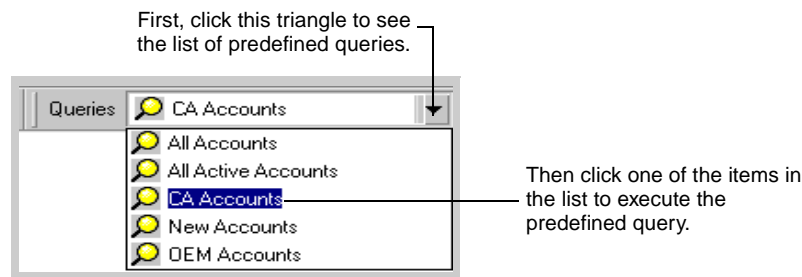 First, click this triangle to see
the list of predefined queries.
Queries CA Accounts
All Accounts
All Active Accounts
CA Accounts
New Accounts
OEM Accounts
Then click one of the items in
the list to execute the
predefined query.